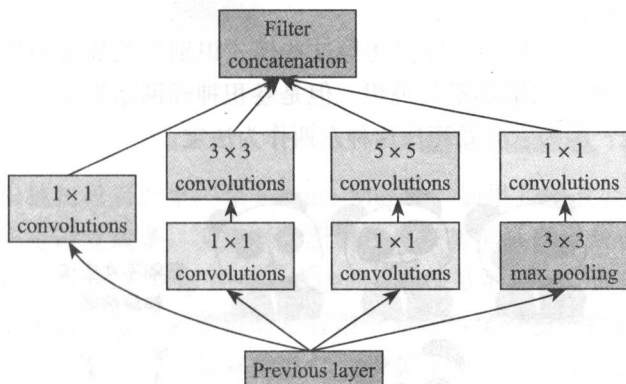 Filter
concatenation
3 × 3
convolutions
5 × 5
convolutions
1 × 1
convolutions
1 × 1
convolutions
1 × 1
convolutions
1 × 1
convolutions
3 × 3
max pooling
Previous layer